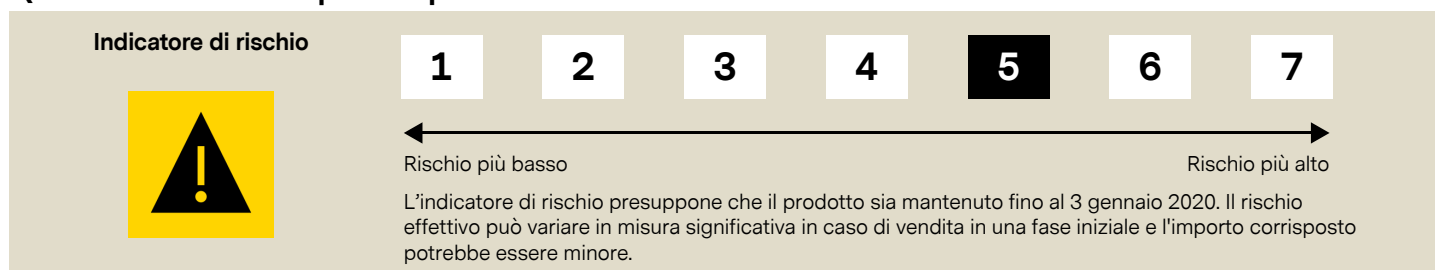 Indicatore di rischio
1 2 3 4 5 6 7
Rischio più basso
Rischio più alto
L'indicatore di rischio presuppone che il prodotto sia mantenuto fino al 3 gennaio 2020. Il rischio
effettivo può variare in misura significativa in caso di vendita in una fase iniziale e l'importo corrisposto
potrebbe essere minore.